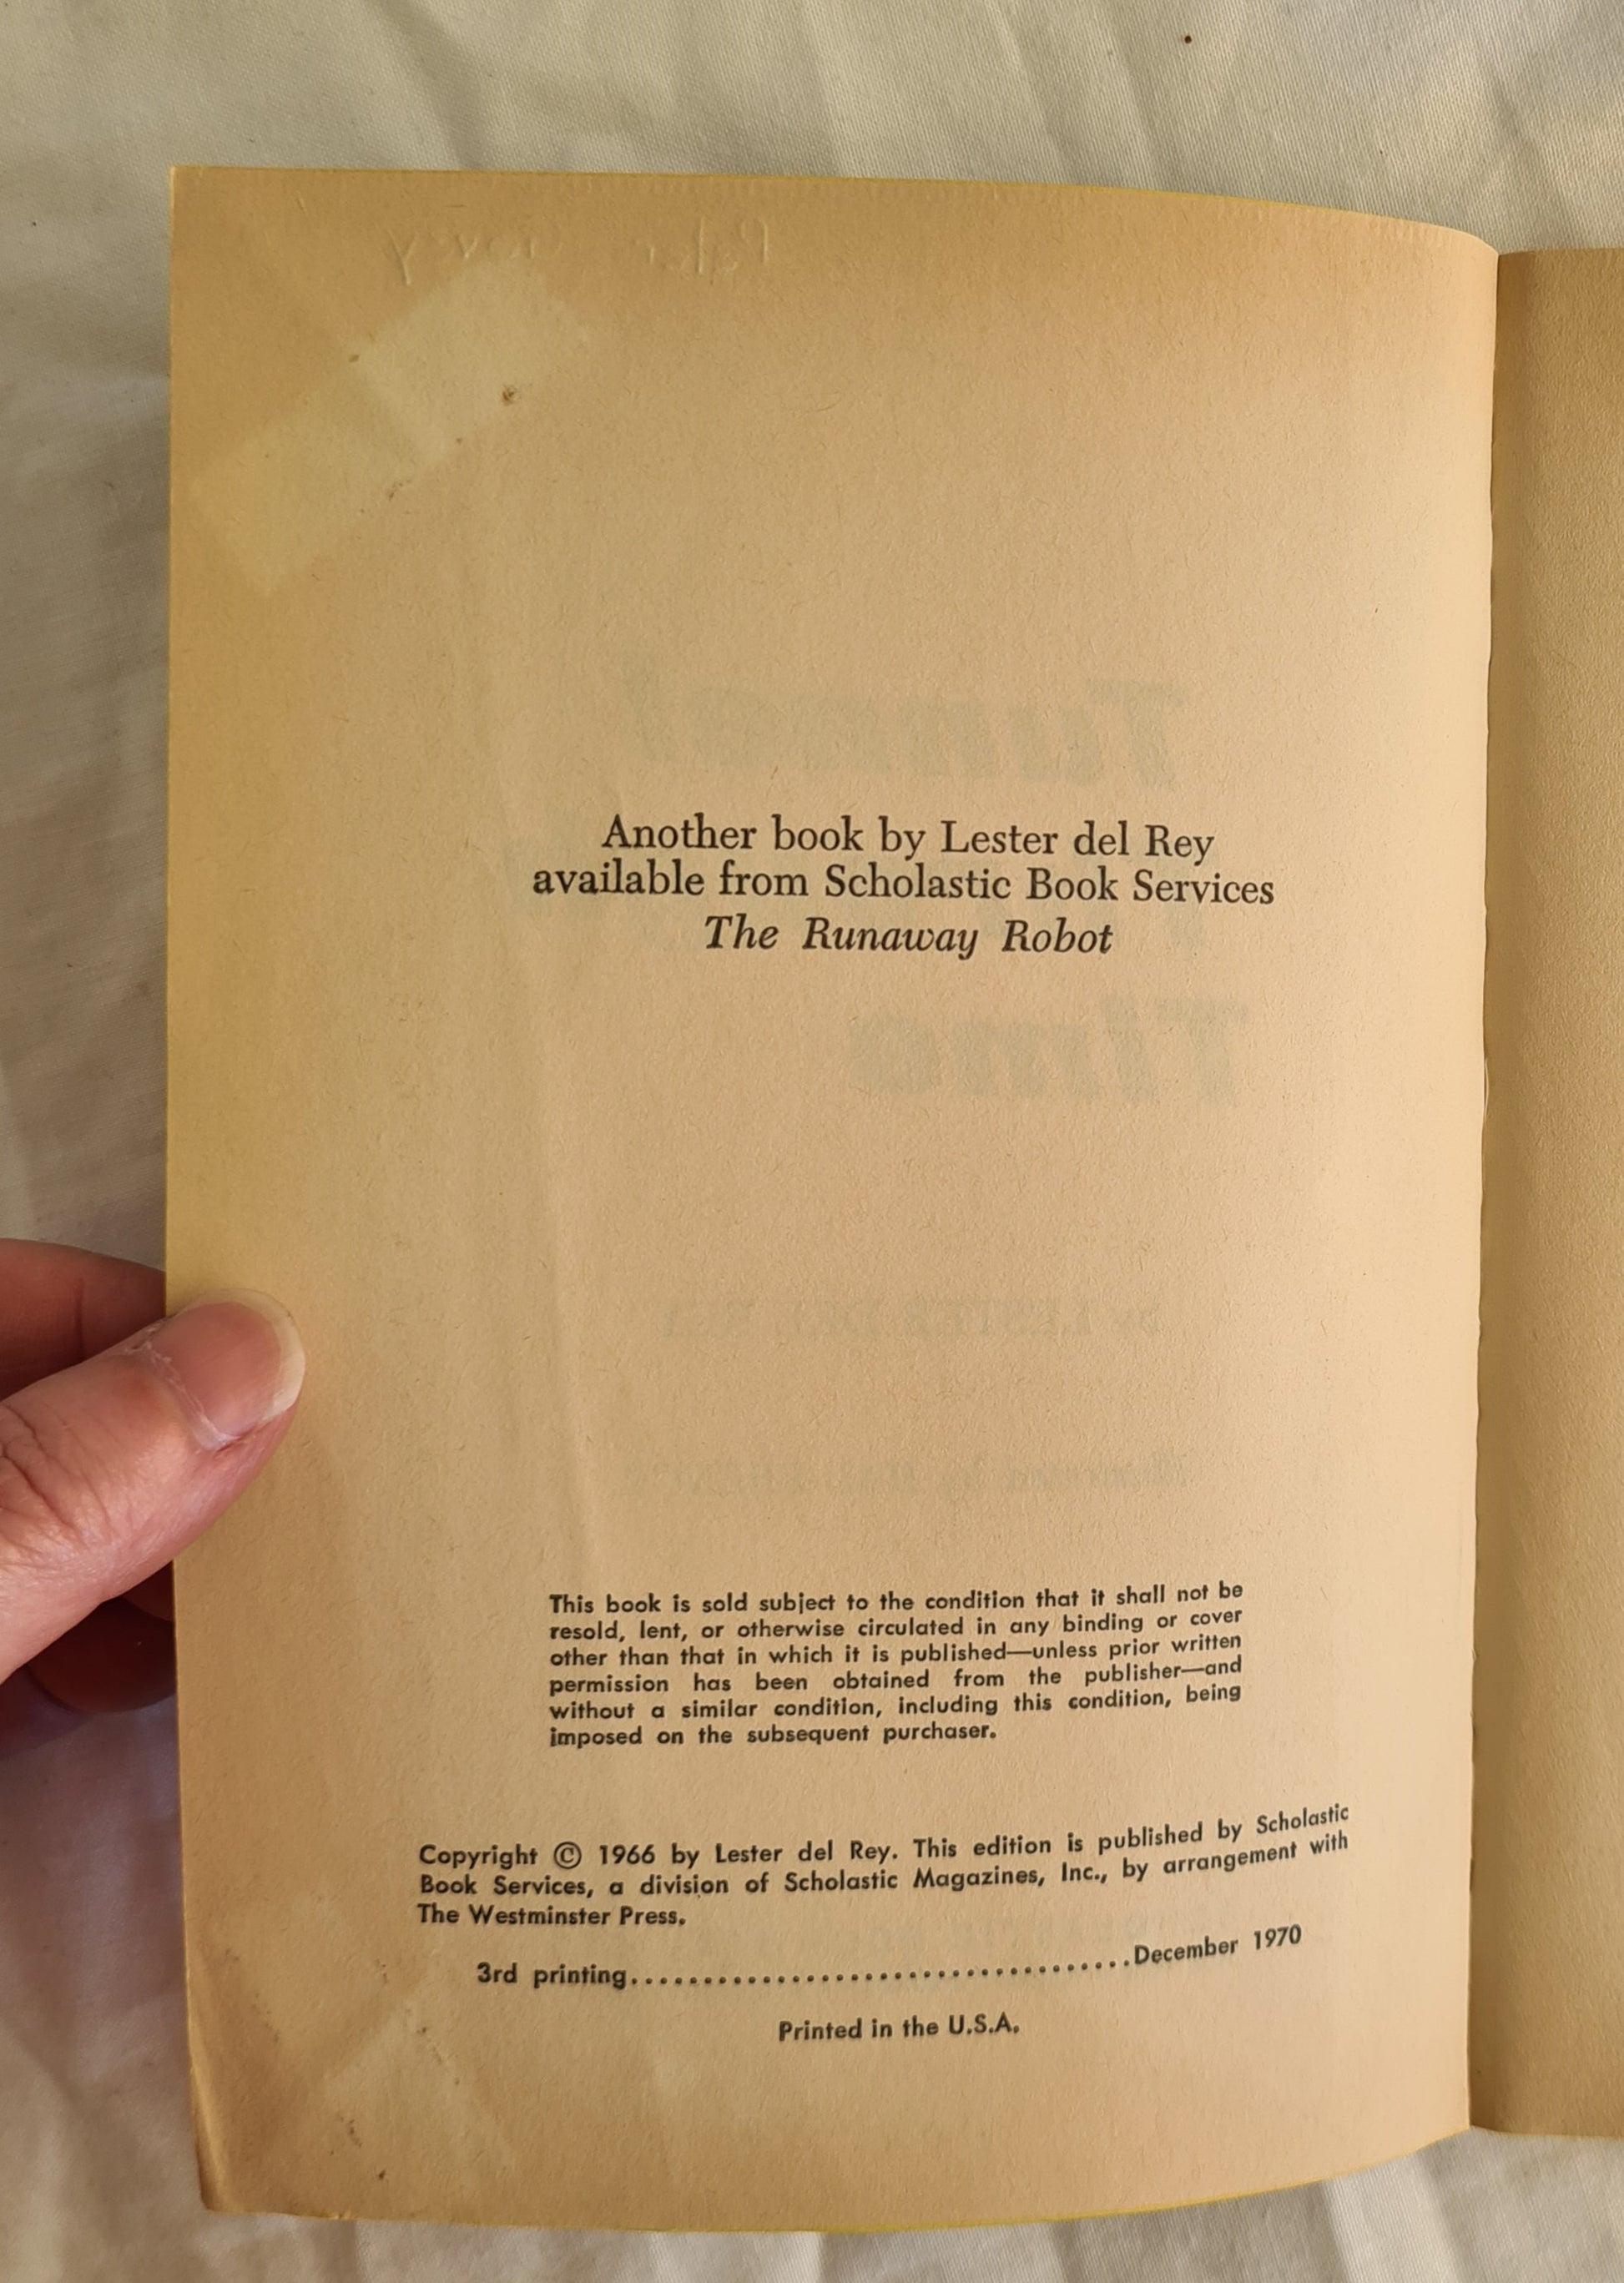 Another book by Lester del Rey
available from Scholastic Book Services
The Runaway Robot
This book is sold subject to the condition that it shall not be
resold, lent, or otherwise circulated in any binding or cover
other than that in which it is published—unless prior written
permission has been obtained from the publisher—and
without a similar condition, including this condition, being
imposed on the subsequent purchaser.
Copyright © 1966 by Lester del Rey. This edition is published by Scholastic
Book Services, a division of Scholastic Magazines, Inc., by arrangement with
The Westminster Press.
3rd printing..................................December 1970
Printed in the U.S.A.